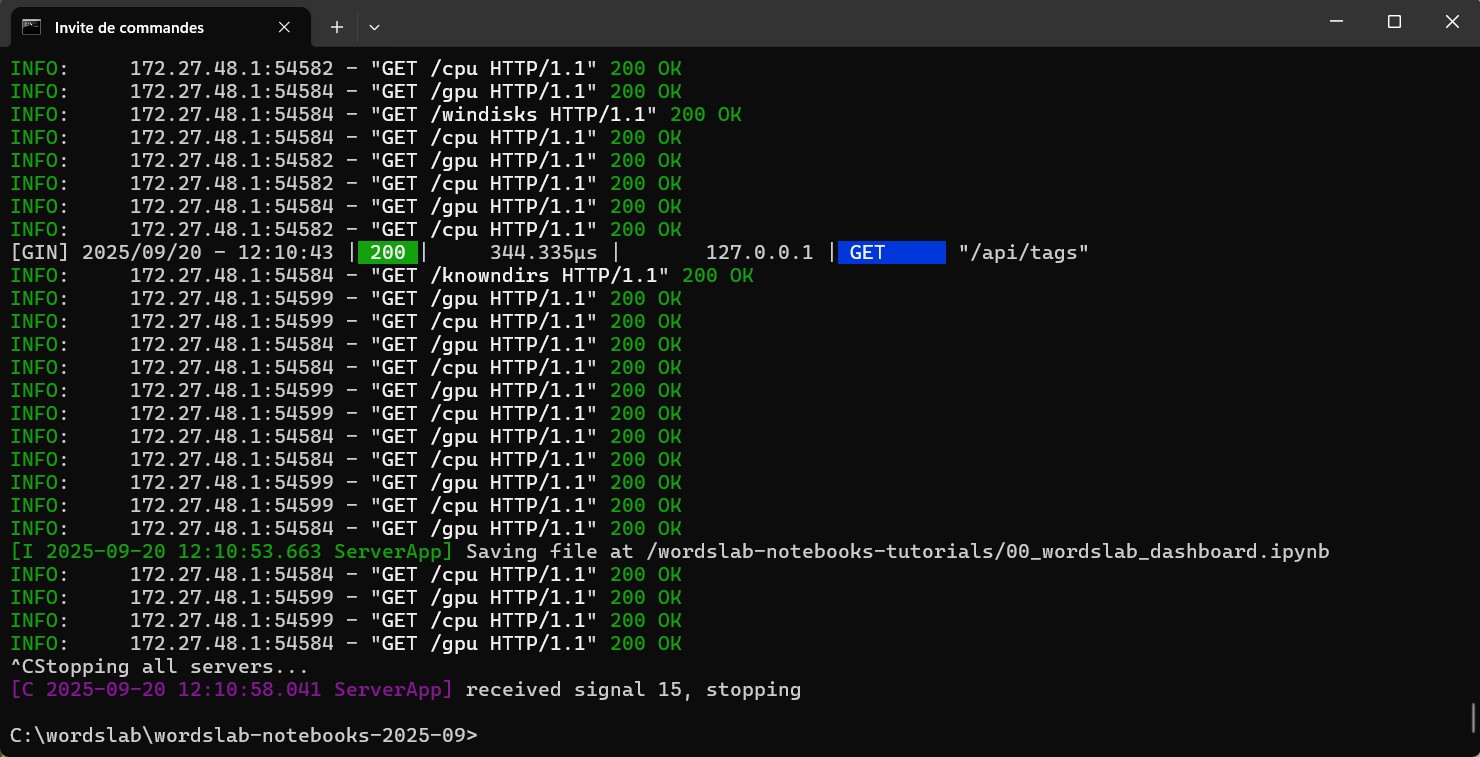 Invite de commandes
INFO:     172.27.48.1:54582 - "GET /cpu HTTP/1.1" 200 OK
INFO:     172.27.48.1:54584 - "GET /gpu HTTP/1.1" 200 OK
INFO:     172.27.48.1:54584 - "GET /windisks HTTP/1.1" 200 OK
INFO:     172.27.48.1:54584 - "GET /cpu HTTP/1.1" 200 OK
INFO:     172.27.48.1:54582 - "GET /gpu HTTP/1.1" 200 OK
INFO:     172.27.48.1:54582 - "GET /cpu HTTP/1.1" 200 OK
INFO:     172.27.48.1:54584 - "GET /gpu HTTP/1.1" 200 OK
INFO:     172.27.48.1:54582 - "GET /cpu HTTP/1.1" 200 OK
[GIN] 2025/09/20 - 12:10:43 | 200 |     344.335µs |       127.0.0.1 | GET      "/api/tags"
INFO:     172.27.48.1:54584 - "GET /knowndirs HTTP/1.1" 200 OK
INFO:     172.27.48.1:54599 - "GET /gpu HTTP/1.1" 200 OK
INFO:     172.27.48.1:54599 - "GET /cpu HTTP/1.1" 200 OK
INFO:     172.27.48.1:54584 - "GET /gpu HTTP/1.1" 200 OK
INFO:     172.27.48.1:54584 - "GET /cpu HTTP/1.1" 200 OK
INFO:     172.27.48.1:54599 - "GET /gpu HTTP/1.1" 200 OK
INFO:     172.27.48.1:54599 - "GET /cpu HTTP/1.1" 200 OK
INFO:     172.27.48.1:54584 - "GET /gpu HTTP/1.1" 200 OK
INFO:     172.27.48.1:54584 - "GET /cpu HTTP/1.1" 200 OK
INFO:     172.27.48.1:54599 - "GET /gpu HTTP/1.1" 200 OK
INFO:     172.27.48.1:54599 - "GET /cpu HTTP/1.1" 200 OK
INFO:     172.27.48.1:54584 - "GET /gpu HTTP/1.1" 200 OK
[I 2025-09-20 12:10:53.663 ServerApp] Saving file at /wordslab-notebooks-tutorials/00_wordslab_dashboard.ipynb
INFO:     172.27.48.1:54584 - "GET /cpu HTTP/1.1" 200 OK
INFO:     172.27.48.1:54599 - "GET /gpu HTTP/1.1" 200 OK
INFO:     172.27.48.1:54599 - "GET /cpu HTTP/1.1" 200 OK
INFO:     172.27.48.1:54584 - "GET /gpu HTTP/1.1" 200 OK
^CStopping all servers...
[C 2025-09-20 12:10:58.041 ServerApp] received signal 15, stopping
C:\wordslab\wordslab-notebooks-2025-09>